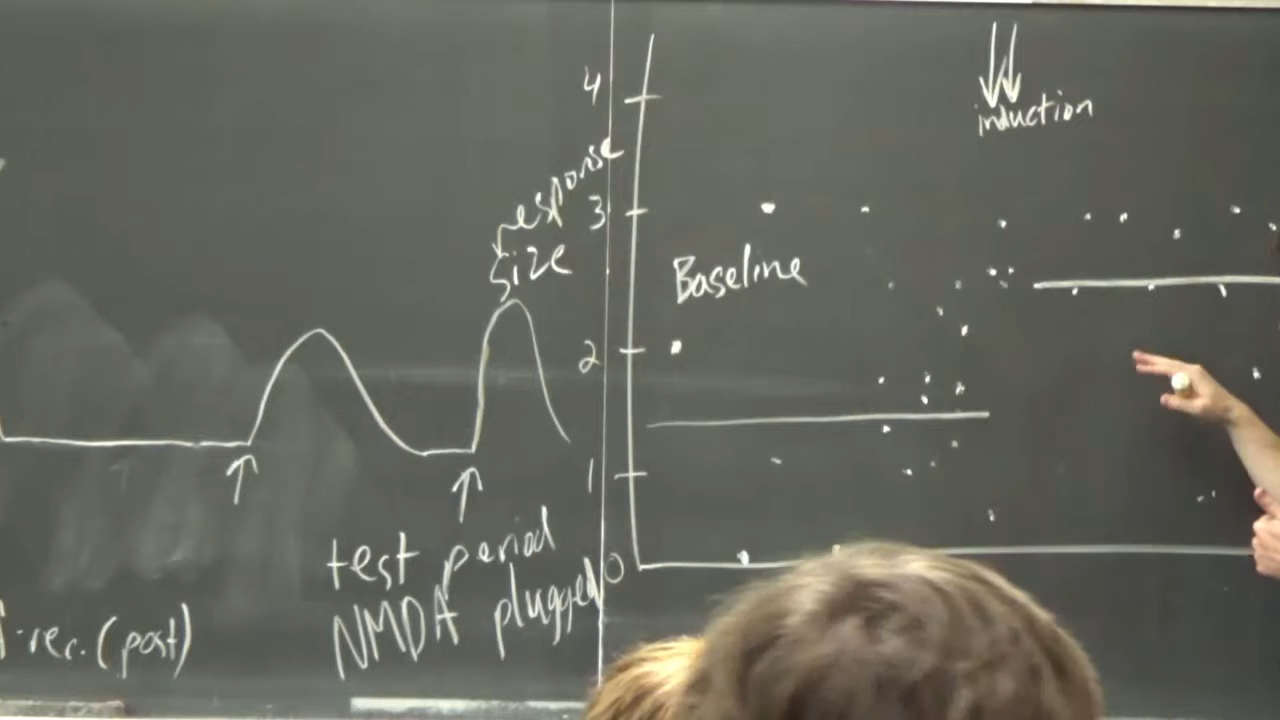 response
size
test period
NMDA plugged
-rec. (post)
4
3
2
1
0
Baseline
induction